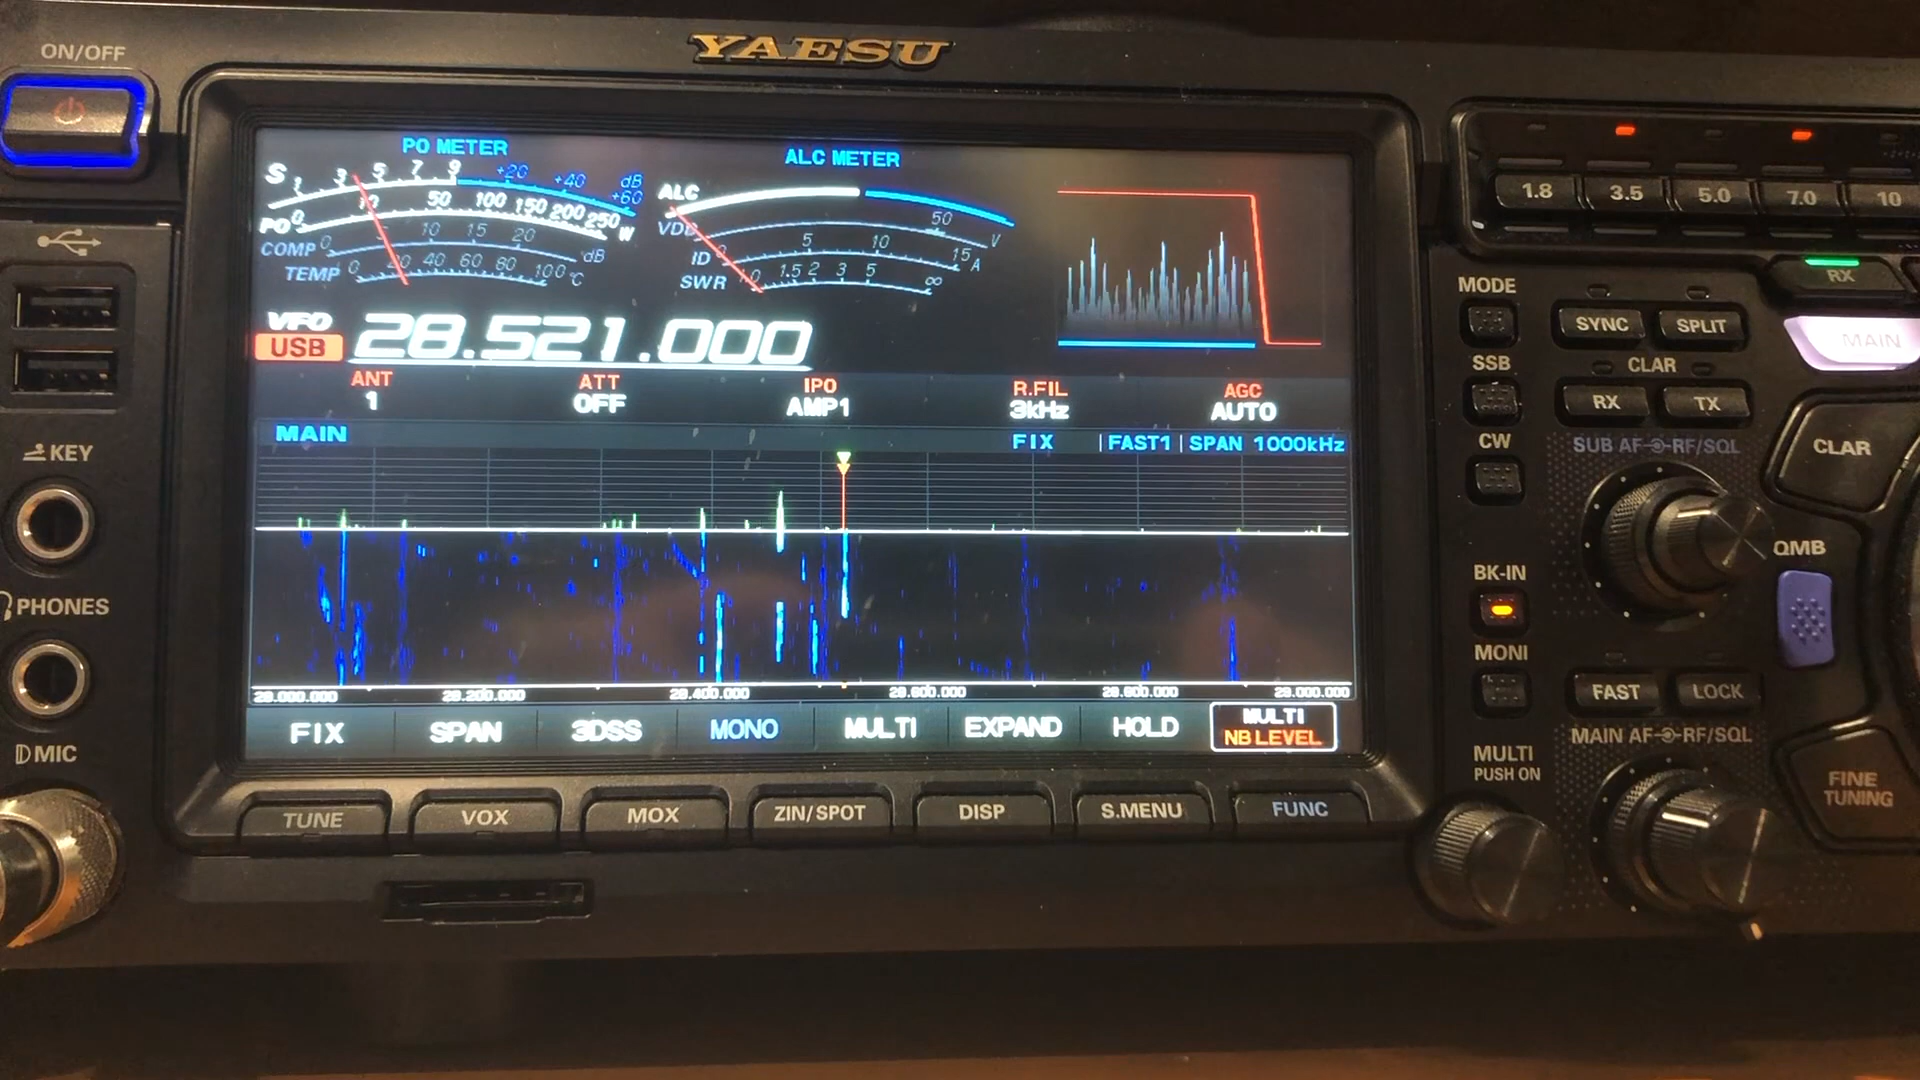 YAESU
ON/OFF
PO METER
ALC METER
S 1 3 5 7 9 +20 +40 +60 dB
PO 0 10 50 100 150 200 250 W
COMP 0 10 15 20 dB
TEMP 0 20 40 60 80 100 °C
ALC
VDD 50 V
ID 0 5 10 15 A
SWR 1.5 2 3 5 ∞
VFO
USB
28.521.000
ANT
1
ATT
OFF
IPO
AMP1
R.FIL
3kHz
AGC
AUTO
MAIN
FIX | FAST1 | SPAN 1000kHz
28.000.000 28.200.000 28.400.000 28.600.000 28.800.000 29.000.000
FIX SPAN 3DSS MONO MULTI EXPAND HOLD
MULTI
NB LEVEL
TUNE VOX MOX ZIN/SPOT DISP S.MENU FUNC
KEY
PHONES
MIC
1.8 3.5 5.0 7.0 10
RX
MAIN
MODE
SSB
CW
BK-IN
MONI
MULTI
PUSH ON
SYNC SPLIT
CLAR
RX TX
SUB AF RF/SQL
CLAR
QMB
FAST LOCK
MAIN AF RF/SQL
FINE
TUNING